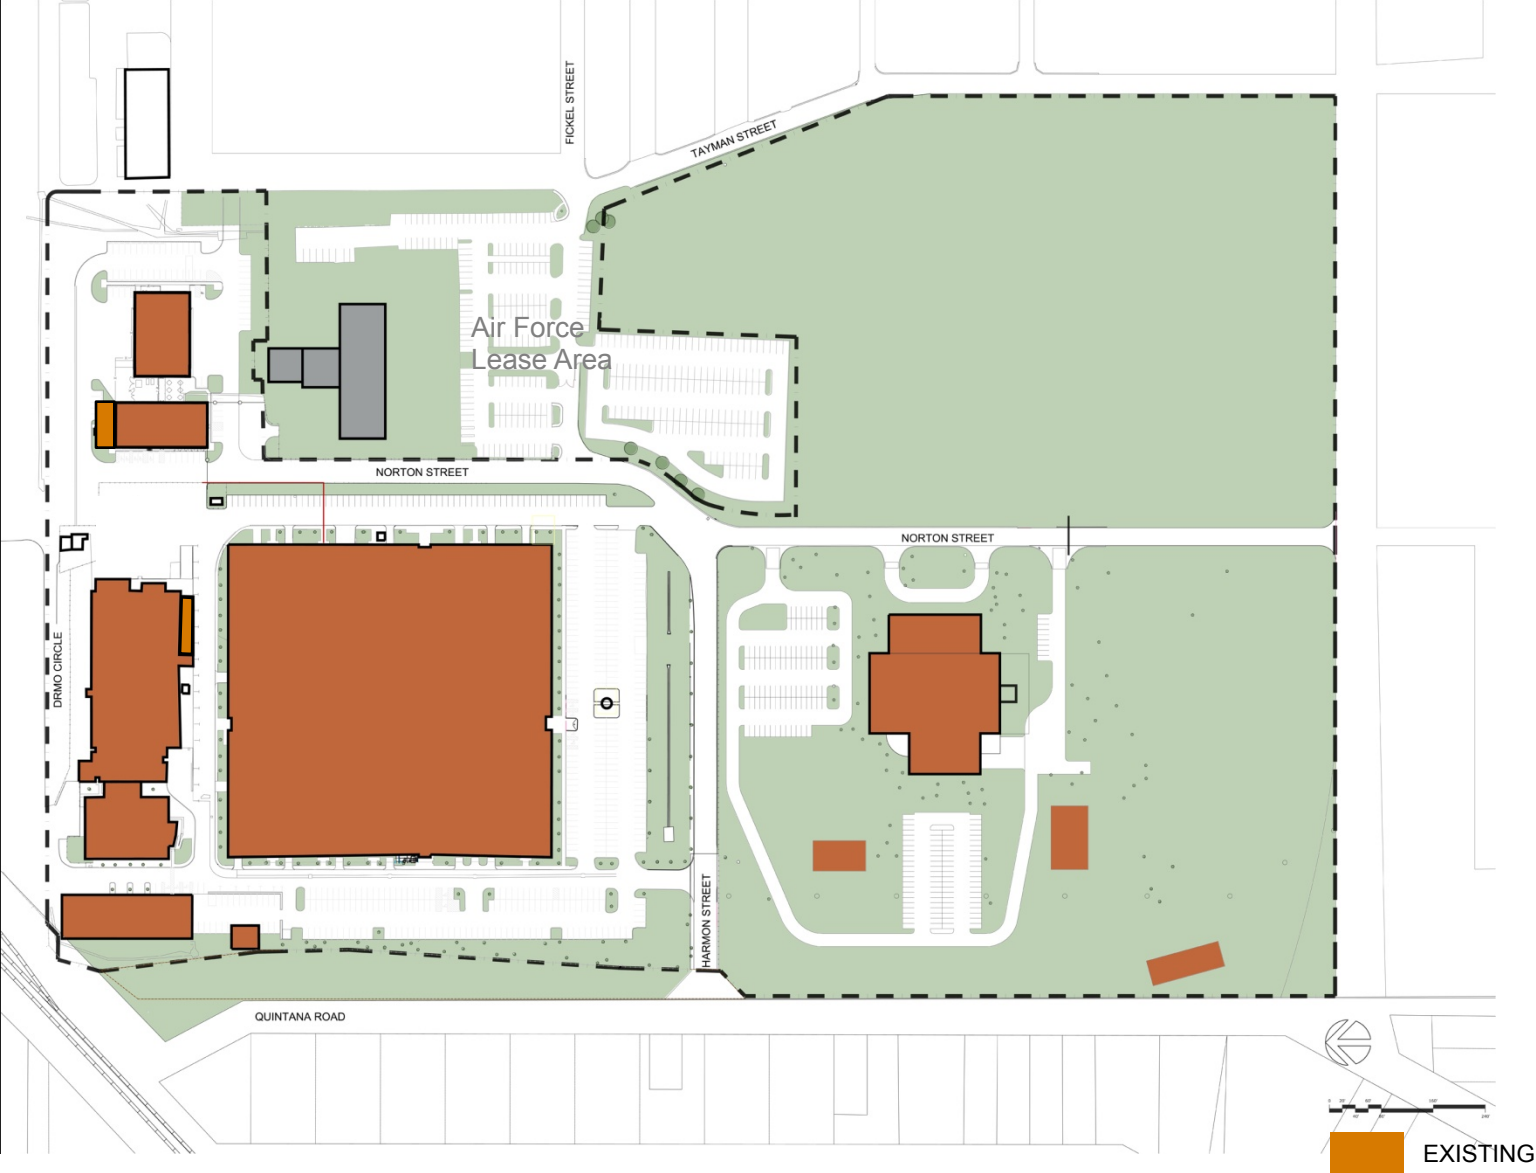 FICKEL STREET
TAYMAN STREET
Air Force
Lease Area
NORTON STREET
NORTON STREET
DRMO CIRCLE
HARMON STREET
QUINTANA ROAD
EXISTING